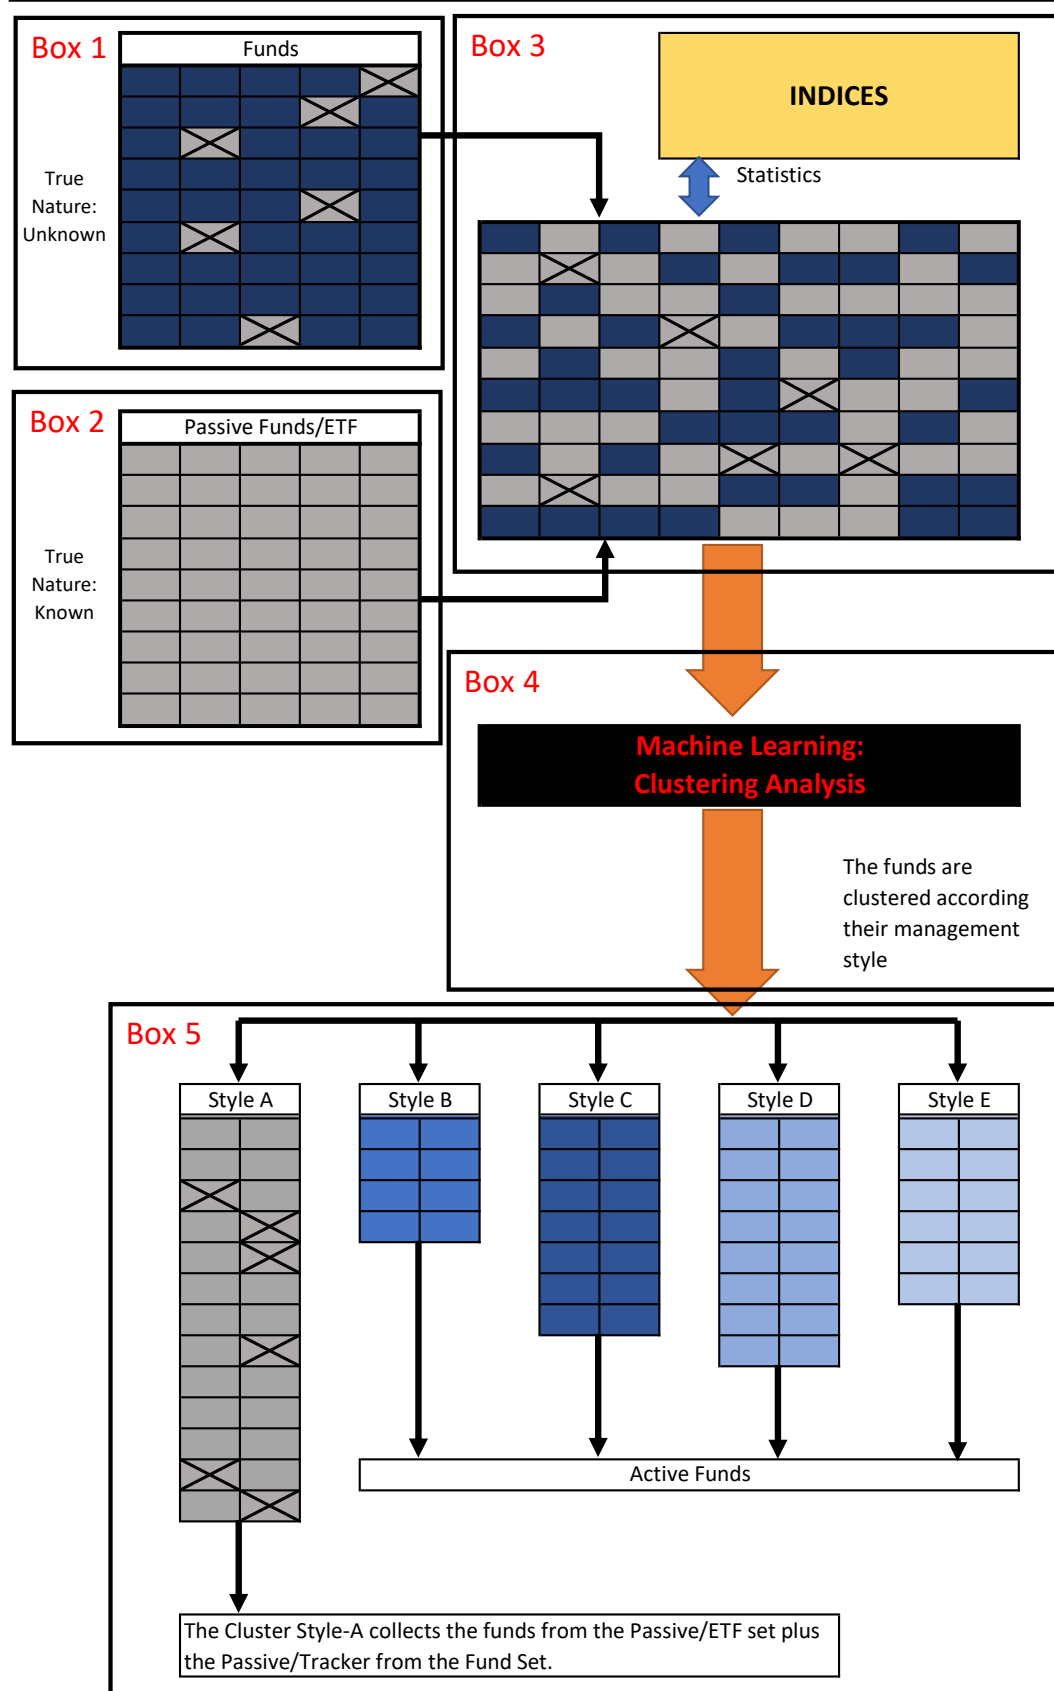 Box 1
Funds
True
Nature:
Unknown
Box 2
Passive Funds/ETF
True
Nature:
Known
Box 3
INDICES
Statistics
Box 4
Machine Learning:
Clustering Analysis
The funds are
clustered according
their management
style
Box 5
Style A
Style B
Style C
Style D
Style E
Active Funds
The Cluster Style-A collects the funds from the Passive/ETF set plus
the Passive/Tracker from the Fund Set.